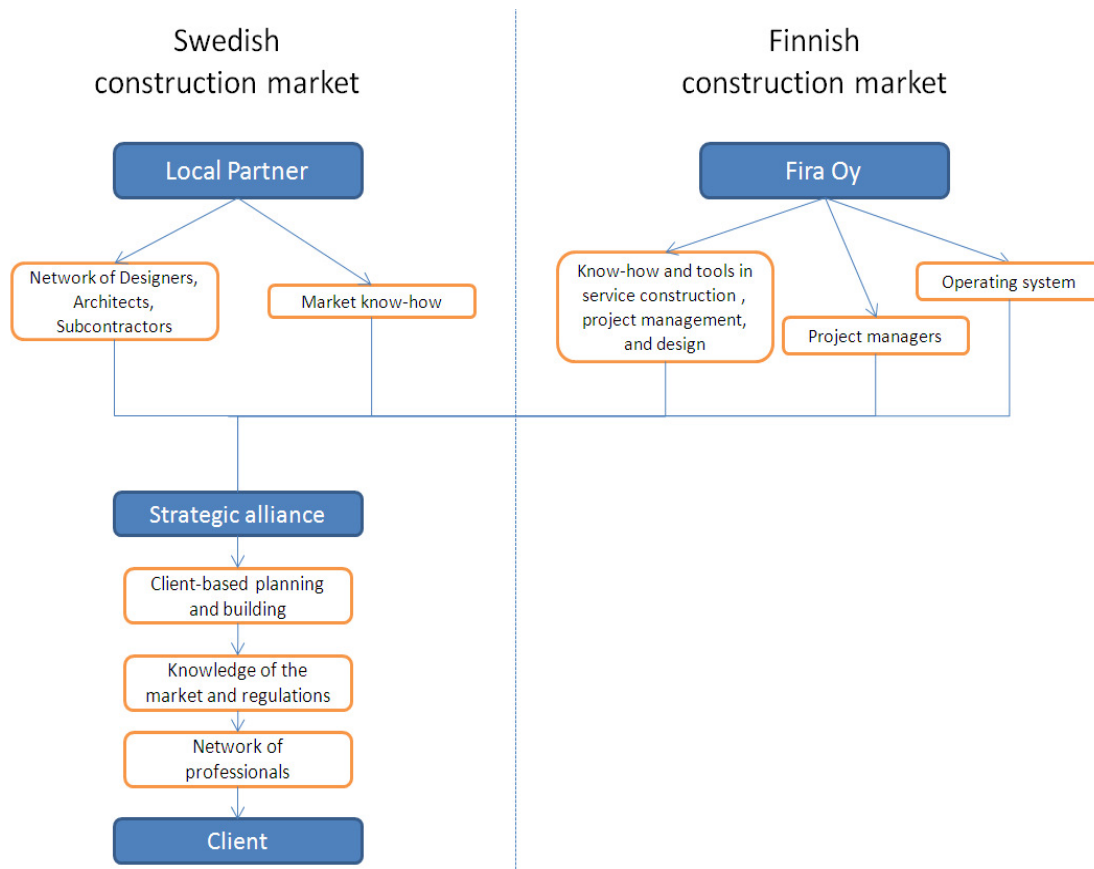 Swedish
construction market
Finnish
construction market
Local Partner
Fira Oy
Network of Designers,
Architects,
Subcontractors
Market know-how
Know-how and tools in
service construction ,
project management,
and design
Project managers
Operating system
Strategic alliance
Client-based planning
and building
Knowledge of the
market and regulations
Network of
professionals
Client